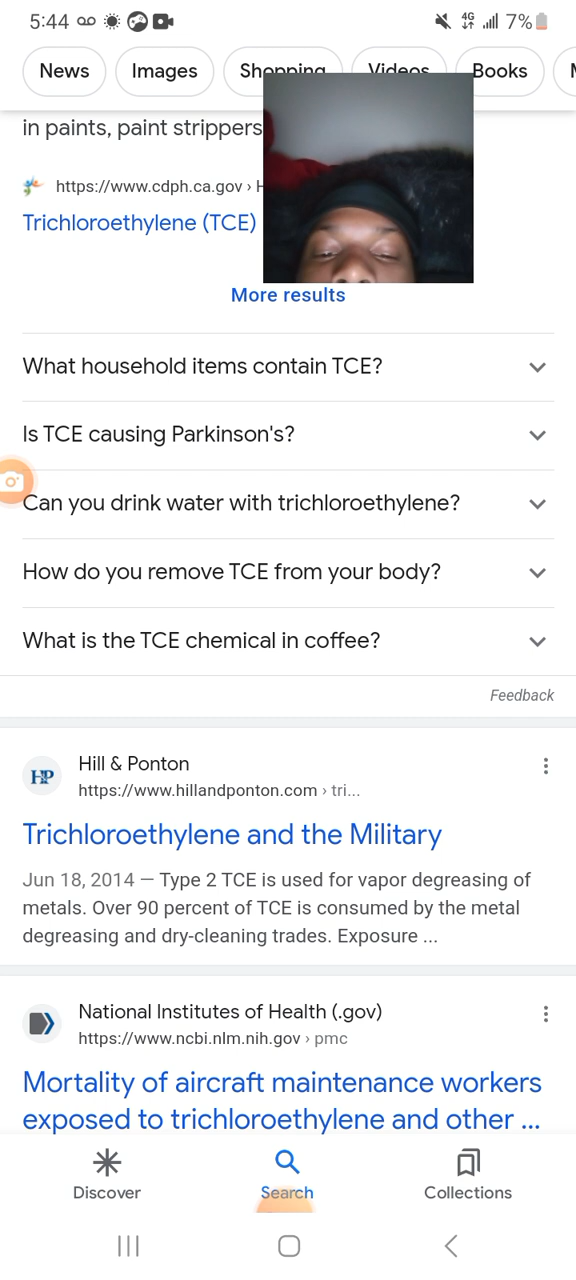 5:44 4G 7%
News Images Shopping Videos Books
in paints, paint strippers
https://www.cdph.ca.gov › H
Trichloroethylene (TCE)
More results
What household items contain TCE?
Is TCE causing Parkinson's?
Can you drink water with trichloroethylene?
How do you remove TCE from your body?
What is the TCE chemical in coffee?
Feedback
HP Hill & Ponton
https://www.hillandponton.com › tri...
Trichloroethylene and the Military
Jun 18, 2014 — Type 2 TCE is used for vapor degreasing of
metals. Over 90 percent of TCE is consumed by the metal
degreasing and dry-cleaning trades. Exposure ...
National Institutes of Health (.gov)
https://www.ncbi.nlm.nih.gov › pmc
Mortality of aircraft maintenance workers
exposed to trichloroethylene and other ...
Discover Search Collections